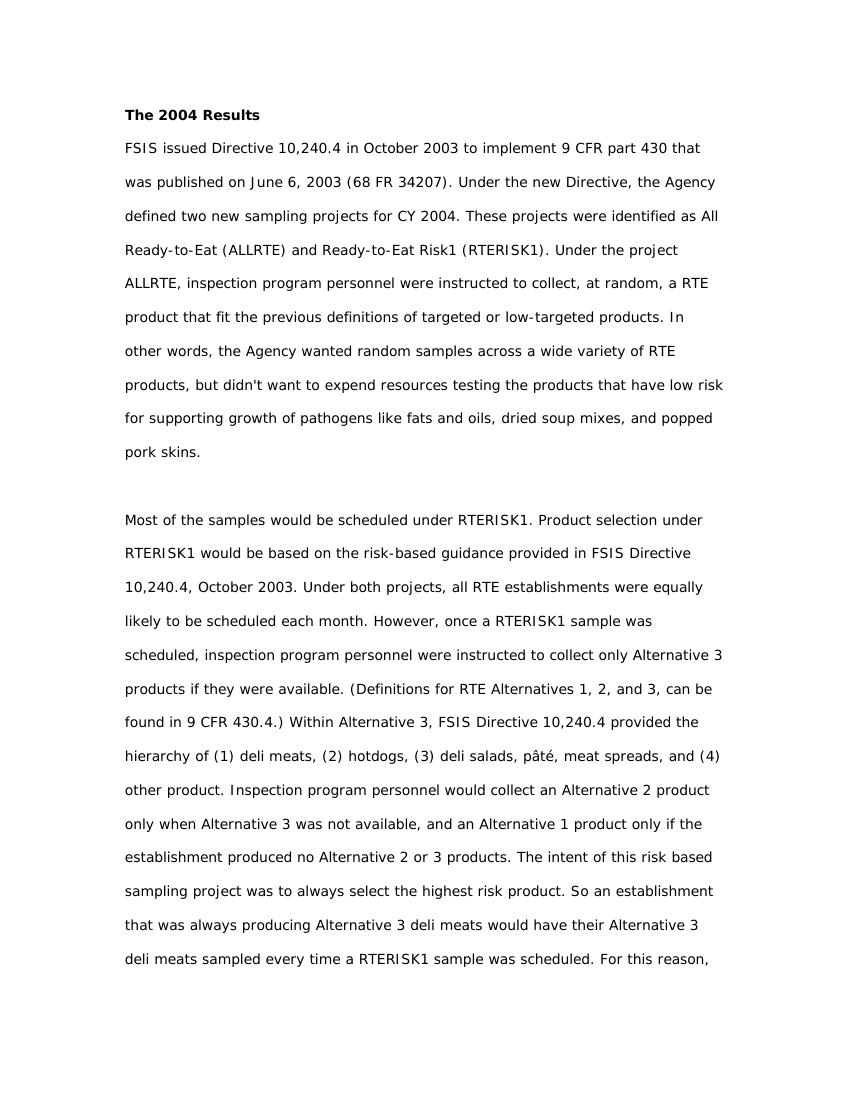 The 2004 Results
FSIS issued Directive 10,240.4 in October 2003 to implement 9 CFR part 430 that
was published on June 6, 2003 (68 FR 34207). Under the new Directive, the Agency
defined two new sampling projects for CY 2004. These projects were identified as All
Ready-to-Eat (ALLRTE) and Ready-to-Eat Risk1 (RTERISK1). Under the project
ALLRTE, inspection program personnel were instructed to collect, at random, a RTE
product that fit the previous definitions of targeted or low-targeted products. In
other words, the Agency wanted random samples across a wide variety of RTE
products, but didn't want to expend resources testing the products that have low risk
for supporting growth of pathogens like fats and oils, dried soup mixes, and popped
pork skins.
Most of the samples would be scheduled under RTERISK1. Product selection under
RTERISK1 would be based on the risk-based guidance provided in FSIS Directive
10,240.4, October 2003. Under both projects, all RTE establishments were equally
likely to be scheduled each month. However, once a RTERISK1 sample was
scheduled, inspection program personnel were instructed to collect only Alternative 3
products if they were available. (Definitions for RTE Alternatives 1, 2, and 3, can be
found in 9 CFR 430.4.) Within Alternative 3, FSIS Directive 10,240.4 provided the
hierarchy of (1) deli meats, (2) hotdogs, (3) deli salads, pâté, meat spreads, and (4)
other product. Inspection program personnel would collect an Alternative 2 product
only when Alternative 3 was not available, and an Alternative 1 product only if the
establishment produced no Alternative 2 or 3 products. The intent of this risk based
sampling project was to always select the highest risk product. So an establishment
that was always producing Alternative 3 deli meats would have their Alternative 3
deli meats sampled every time a RTERISK1 sample was scheduled. For this reason,